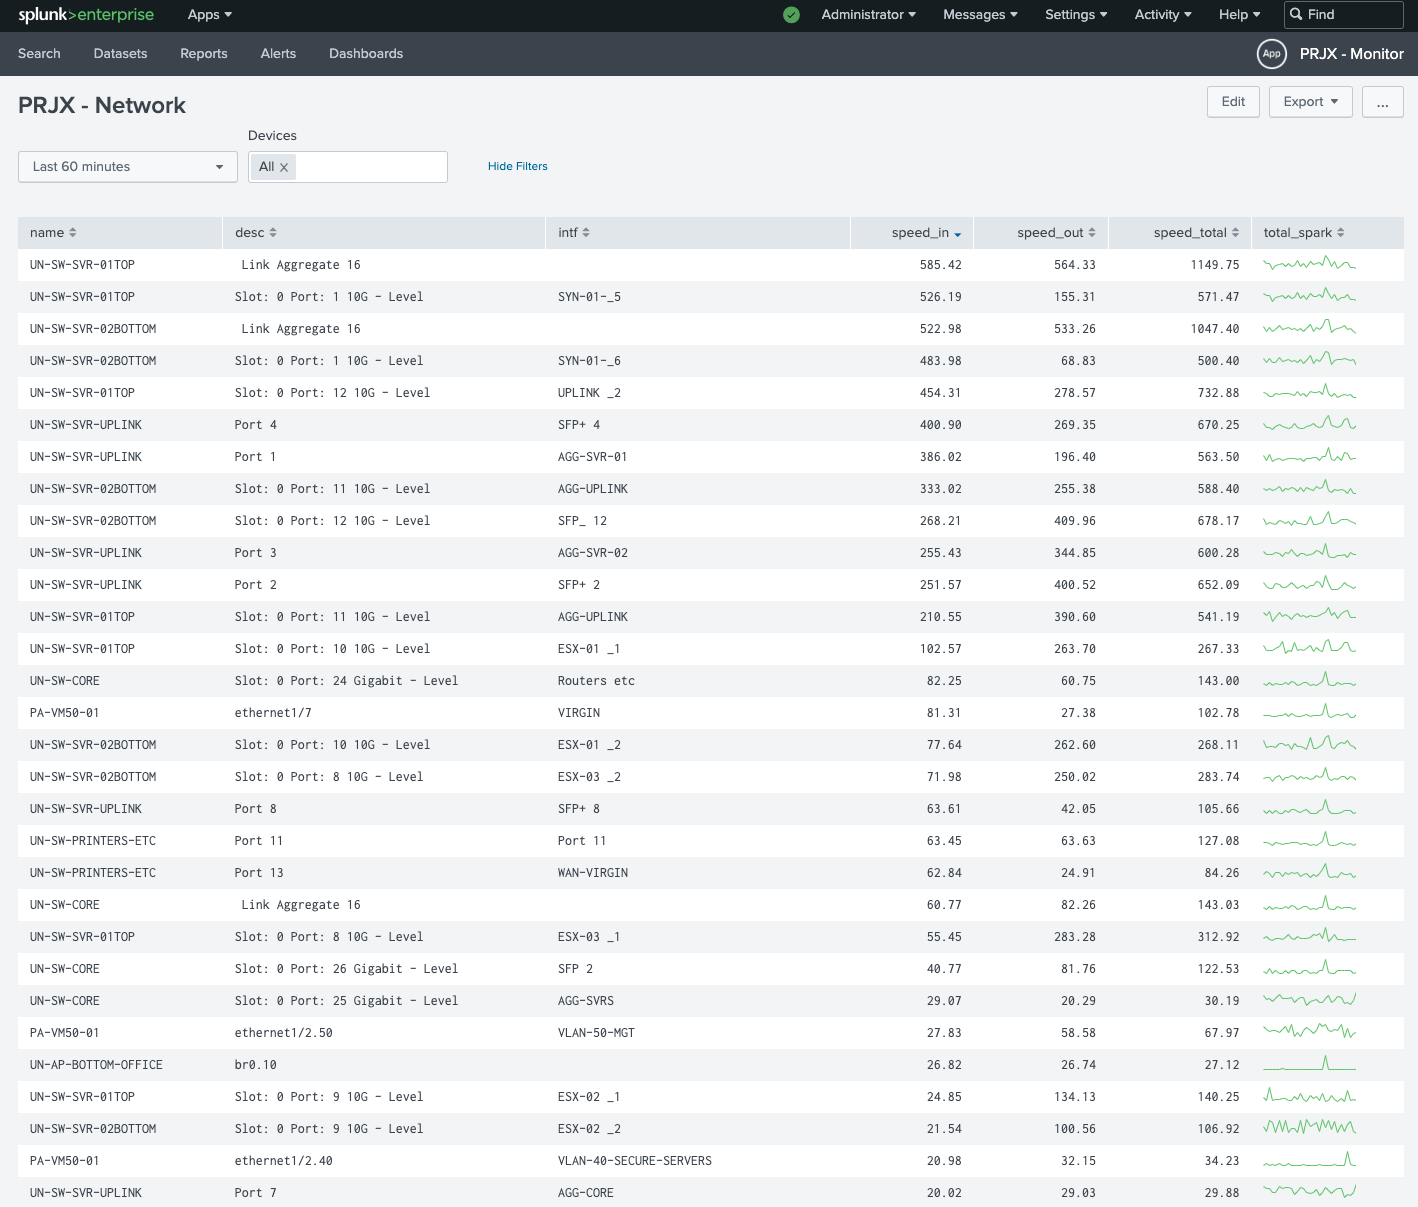 splunk>enterprise Apps Administrator Messages Settings Activity Help Find
Search Datasets Reports Alerts Dashboards App PRJX - Monitor
PRJX - Network Edit Export ...
Devices
Last 60 minutes All Hide Filters
name desc intf speed_in speed_out speed_total total_spark
UN-SW-SVR-01TOP Link Aggregate 16 585.42 564.33 1149.75
UN-SW-SVR-01TOP Slot: 0 Port: 1 10G - Level SYN-01-_5 526.19 155.31 571.47
UN-SW-SVR-02BOTTOM Link Aggregate 16 522.98 533.26 1047.40
UN-SW-SVR-02BOTTOM Slot: 0 Port: 1 10G - Level SYN-01-_6 483.98 68.83 500.40
UN-SW-SVR-01TOP Slot: 0 Port: 12 10G - Level UPLINK _2 454.31 278.57 732.88
UN-SW-SVR-UPLINK Port 4 SFP+ 4 400.90 269.35 670.25
UN-SW-SVR-UPLINK Port 1 AGG-SVR-01 386.02 196.40 563.50
UN-SW-SVR-02BOTTOM Slot: 0 Port: 11 10G - Level AGG-UPLINK 333.02 255.38 588.40
UN-SW-SVR-02BOTTOM Slot: 0 Port: 12 10G - Level SFP_ 12 268.21 409.96 678.17
UN-SW-SVR-UPLINK Port 3 AGG-SVR-02 255.43 344.85 600.28
UN-SW-SVR-UPLINK Port 2 SFP+ 2 251.57 400.52 652.09
UN-SW-SVR-01TOP Slot: 0 Port: 11 10G - Level AGG-UPLINK 210.55 390.60 541.19
UN-SW-SVR-01TOP Slot: 0 Port: 10 10G - Level ESX-01 _1 102.57 263.70 267.33
UN-SW-CORE Slot: 0 Port: 24 Gigabit - Level Routers etc 82.25 60.75 143.00
PA-VM50-01 ethernet1/7 VIRGIN 81.31 27.38 102.78
UN-SW-SVR-02BOTTOM Slot: 0 Port: 10 10G - Level ESX-01 _2 77.64 262.60 268.11
UN-SW-SVR-02BOTTOM Slot: 0 Port: 8 10G - Level ESX-03 _2 71.98 250.02 283.74
UN-SW-SVR-UPLINK Port 8 SFP+ 8 63.61 42.05 105.66
UN-SW-PRINTERS-ETC Port 11 Port 11 63.45 63.63 127.08
UN-SW-PRINTERS-ETC Port 13 WAN-VIRGIN 62.84 24.91 84.26
UN-SW-CORE Link Aggregate 16 60.77 82.26 143.03
UN-SW-SVR-01TOP Slot: 0 Port: 8 10G - Level ESX-03 _1 55.45 283.28 312.92
UN-SW-CORE Slot: 0 Port: 26 Gigabit - Level SFP 2 40.77 81.76 122.53
UN-SW-CORE Slot: 0 Port: 25 Gigabit - Level AGG-SVRS 29.07 20.29 30.19
PA-VM50-01 ethernet1/2.50 VLAN-50-MGT 27.83 58.58 67.97
UN-AP-BOTTOM-OFFICE br0.10 26.82 26.74 27.12
UN-SW-SVR-01TOP Slot: 0 Port: 9 10G - Level ESX-02 _1 24.85 134.13 140.25
UN-SW-SVR-02BOTTOM Slot: 0 Port: 9 10G - Level ESX-02 _2 21.54 100.56 106.92
PA-VM50-01 ethernet1/2.40 VLAN-40-SECURE-SERVERS 20.98 32.15 34.23
UN-SW-SVR-UPLINK Port 7 AGG-CORE 20.02 29.03 29.88